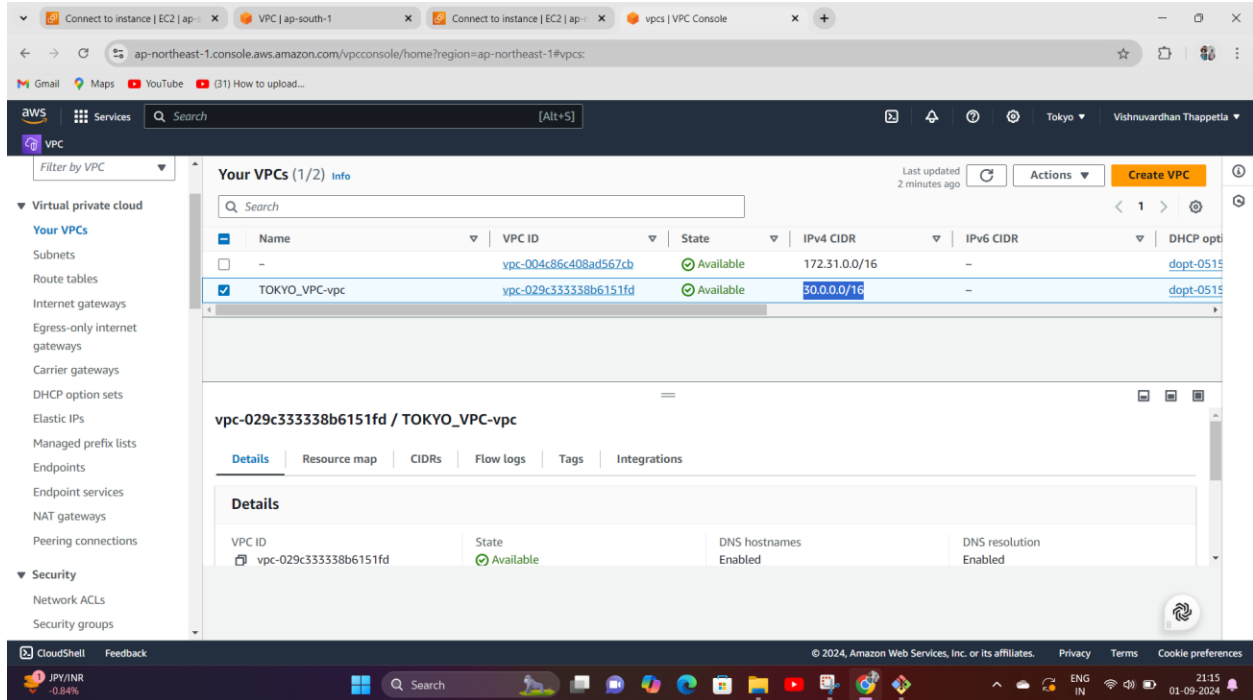 Connect to instance | EC2 | ap-s
VPC | ap-south-1
Connect to instance | EC2 | ap-n
vpcs | VPC Console
ap-northeast-1.console.aws.amazon.com/vpcconsole/home?region=ap-northeast-1#vpcs:
Gmail Maps YouTube (31) How to upload...
aws Services Search [Alt+S] Tokyo Vishnuvardhan Thappetla
VPC
Filter by VPC
Virtual private cloud
Your VPCs
Subnets
Route tables
Internet gateways
Egress-only internet
gateways
Carrier gateways
DHCP option sets
Elastic IPs
Managed prefix lists
Endpoints
Endpoint services
NAT gateways
Peering connections
Security
Network ACLs
Security groups
Your VPCs (1/2) Info
Last updated
2 minutes ago
Actions
Create VPC
Search
1
Name VPC ID State IPv4 CIDR IPv6 CIDR DHCP opti
– vpc-004c86c408ad567cb Available 172.31.0.0/16 – dopt-0515
TOKYO_VPC-vpc vpc-029c333338b6151fd Available 30.0.0.0/16 – dopt-0515
vpc-029c333338b6151fd / TOKYO_VPC-vpc
Details Resource map CIDRs Flow logs Tags Integrations
Details
VPC ID State DNS hostnames DNS resolution
vpc-029c333338b6151fd Available Enabled Enabled
CloudShell Feedback © 2024, Amazon Web Services, Inc. or its affiliates. Privacy Terms Cookie preferences
1 JPY/INR
-0.84%
Search
ENG
IN
21:15
01-09-2024